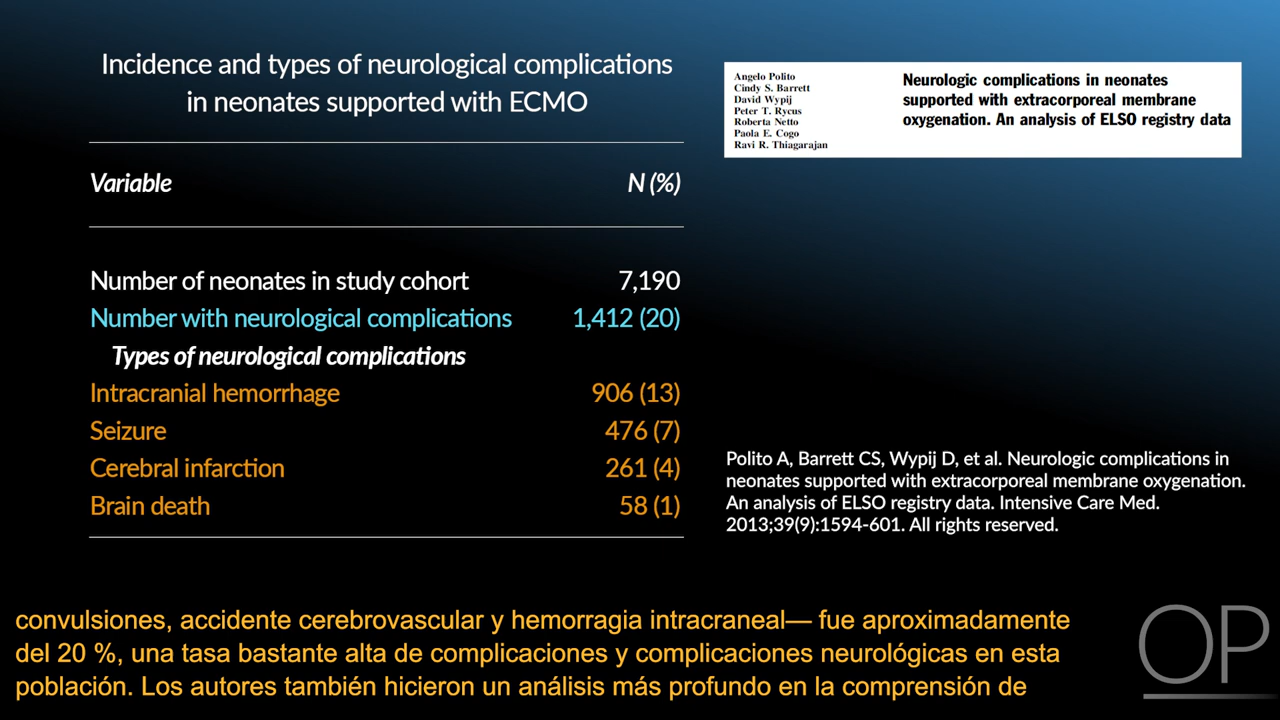 Incidence and types of neurological complications
in neonates supported with ECMO
Variable N (%)
Number of neonates in study cohort 7,190
Number with neurological complications 1,412 (20)
Types of neurological complications
Intracranial hemorrhage 906 (13)
Seizure 476 (7)
Cerebral infarction 261 (4)
Brain death 58 (1)
Angelo Polito
Cindy S. Barrett
David Wypij
Peter T. Rycus
Roberta Netto
Paola E. Cogo
Ravi R. Thiagarajan
Neurologic complications in neonates
supported with extracorporeal membrane
oxygenation. An analysis of ELSO registry data
Polito A, Barrett CS, Wypij D, et al. Neurologic complications in
neonates supported with extracorporeal membrane oxygenation.
An analysis of ELSO registry data. Intensive Care Med.
2013;39(9):1594-601. All rights reserved.
convulsiones, accidente cerebrovascular y hemorragia intracraneal— fue aproximadamente
del 20 %, una tasa bastante alta de complicaciones y complicaciones neurológicas en esta
población. Los autores también hicieron un análisis más profundo en la comprensión de
OP